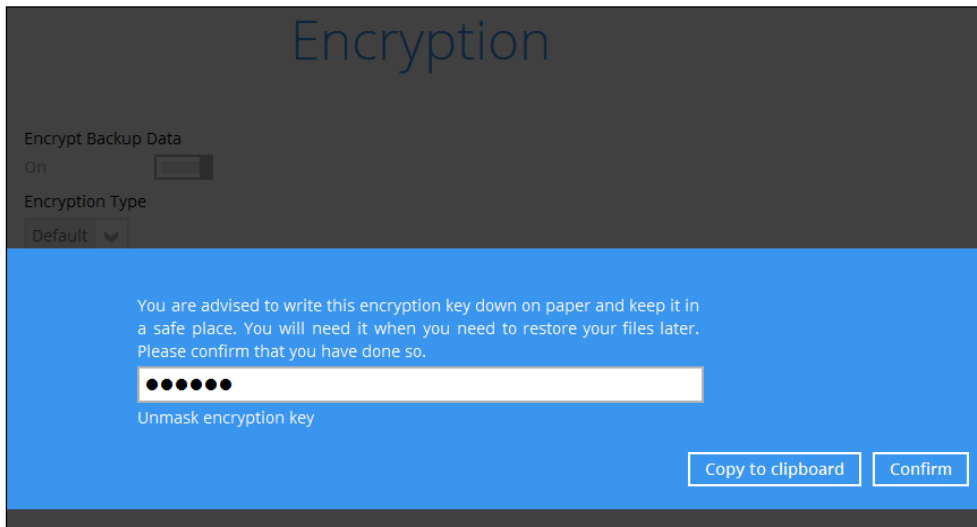 Encryption
Encrypt Backup Data
On
Encryption Type
Default
You are advised to write this encryption key down on paper and keep it in
a safe place. You will need it when you need to restore your files later.
Please confirm that you have done so.
●●●●●●
Unmask encryption key
Copy to clipboard
Confirm